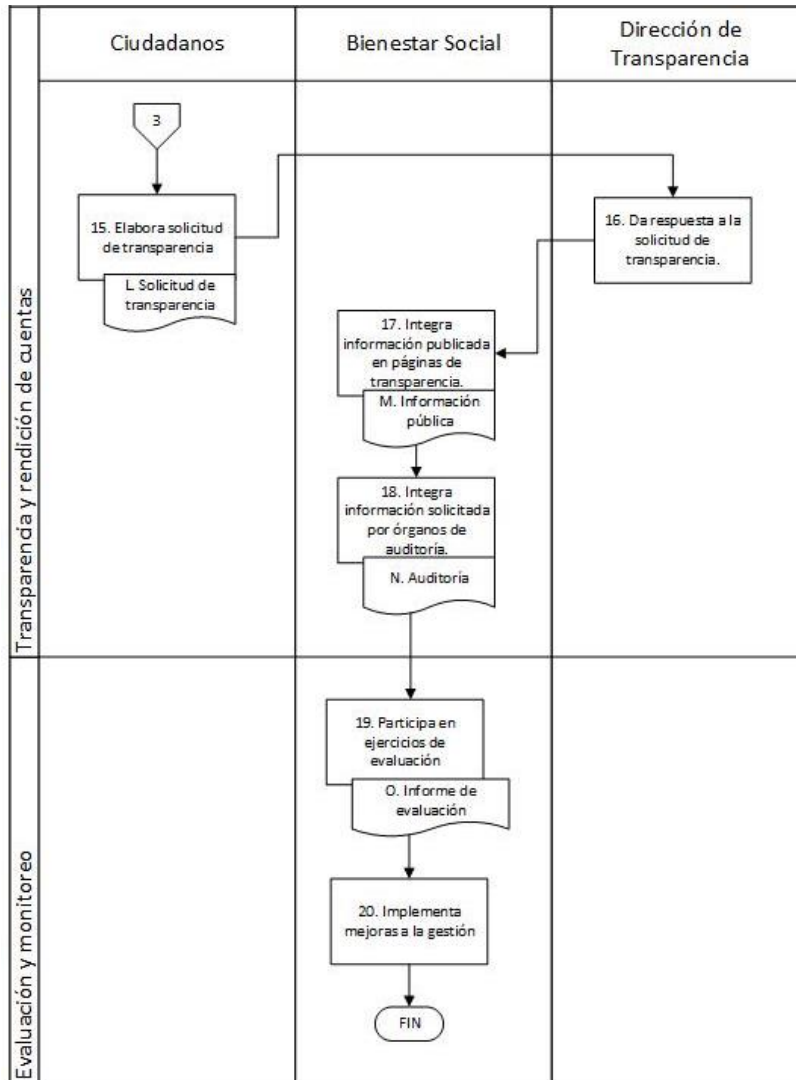 Ciudadanos
Bienestar Social
Dirección de
Transparencia
Transparencia y rendición de cuentas
3
15. Elabora solicitud
de transparencia
L. Solicitud de
transparencia
16. Da respuesta a la
solicitud de
transparencia.
17. Integra
información publicada
en páginas de
transparencia.
M. Información
pública
18. Integra
información solicitada
por órganos de
auditoría.
N. Auditoría
Evaluación y monitoreo
19. Participa en
ejercicios de
evaluación
O. Informe de
evaluación
20. Implementa
mejoras a la gestión
FIN